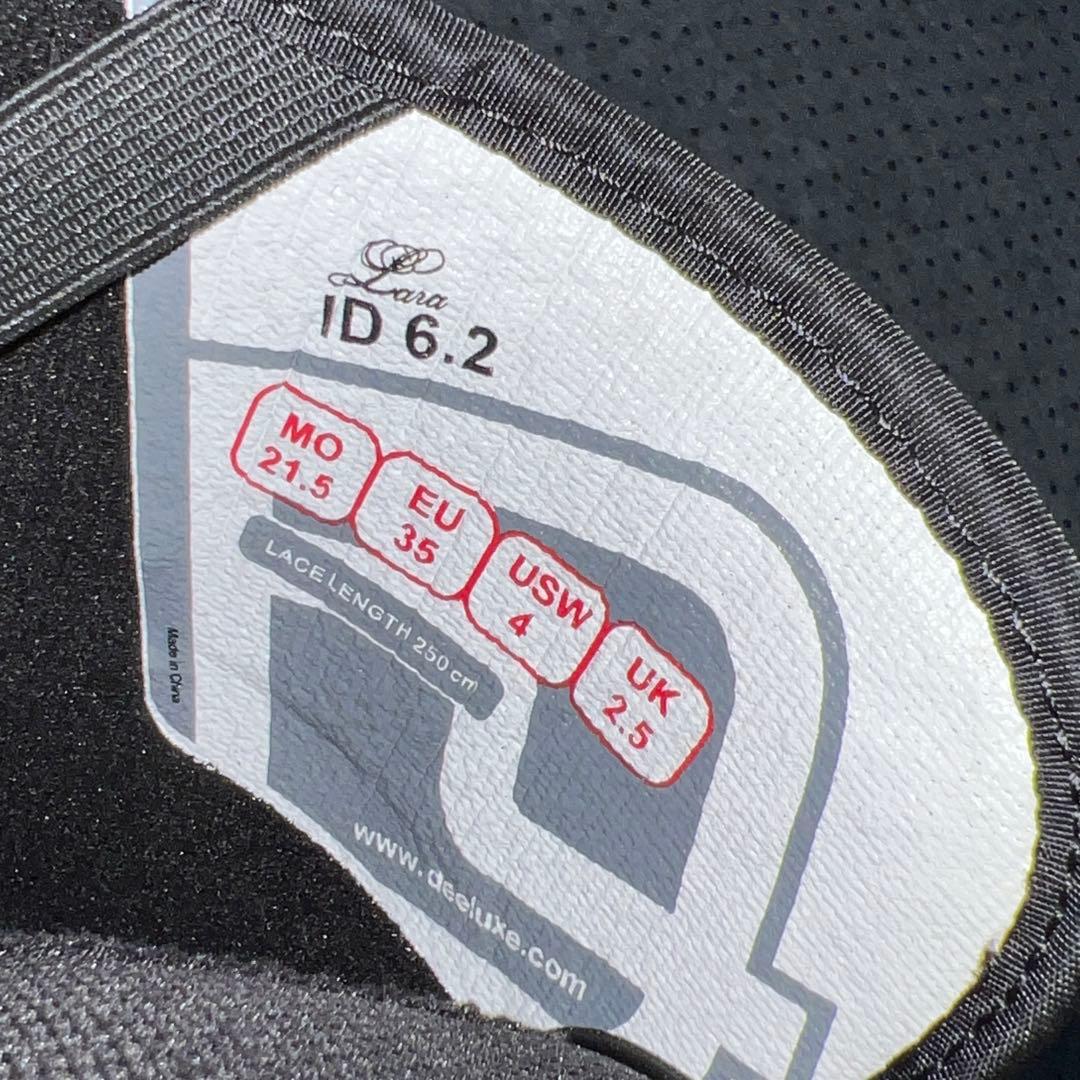 Lara
ID 6.2
MO
21.5
EU
35
USW
4
UK
2.5
LACE LENGTH 250 cm
Made in China
www.deeluxe.com